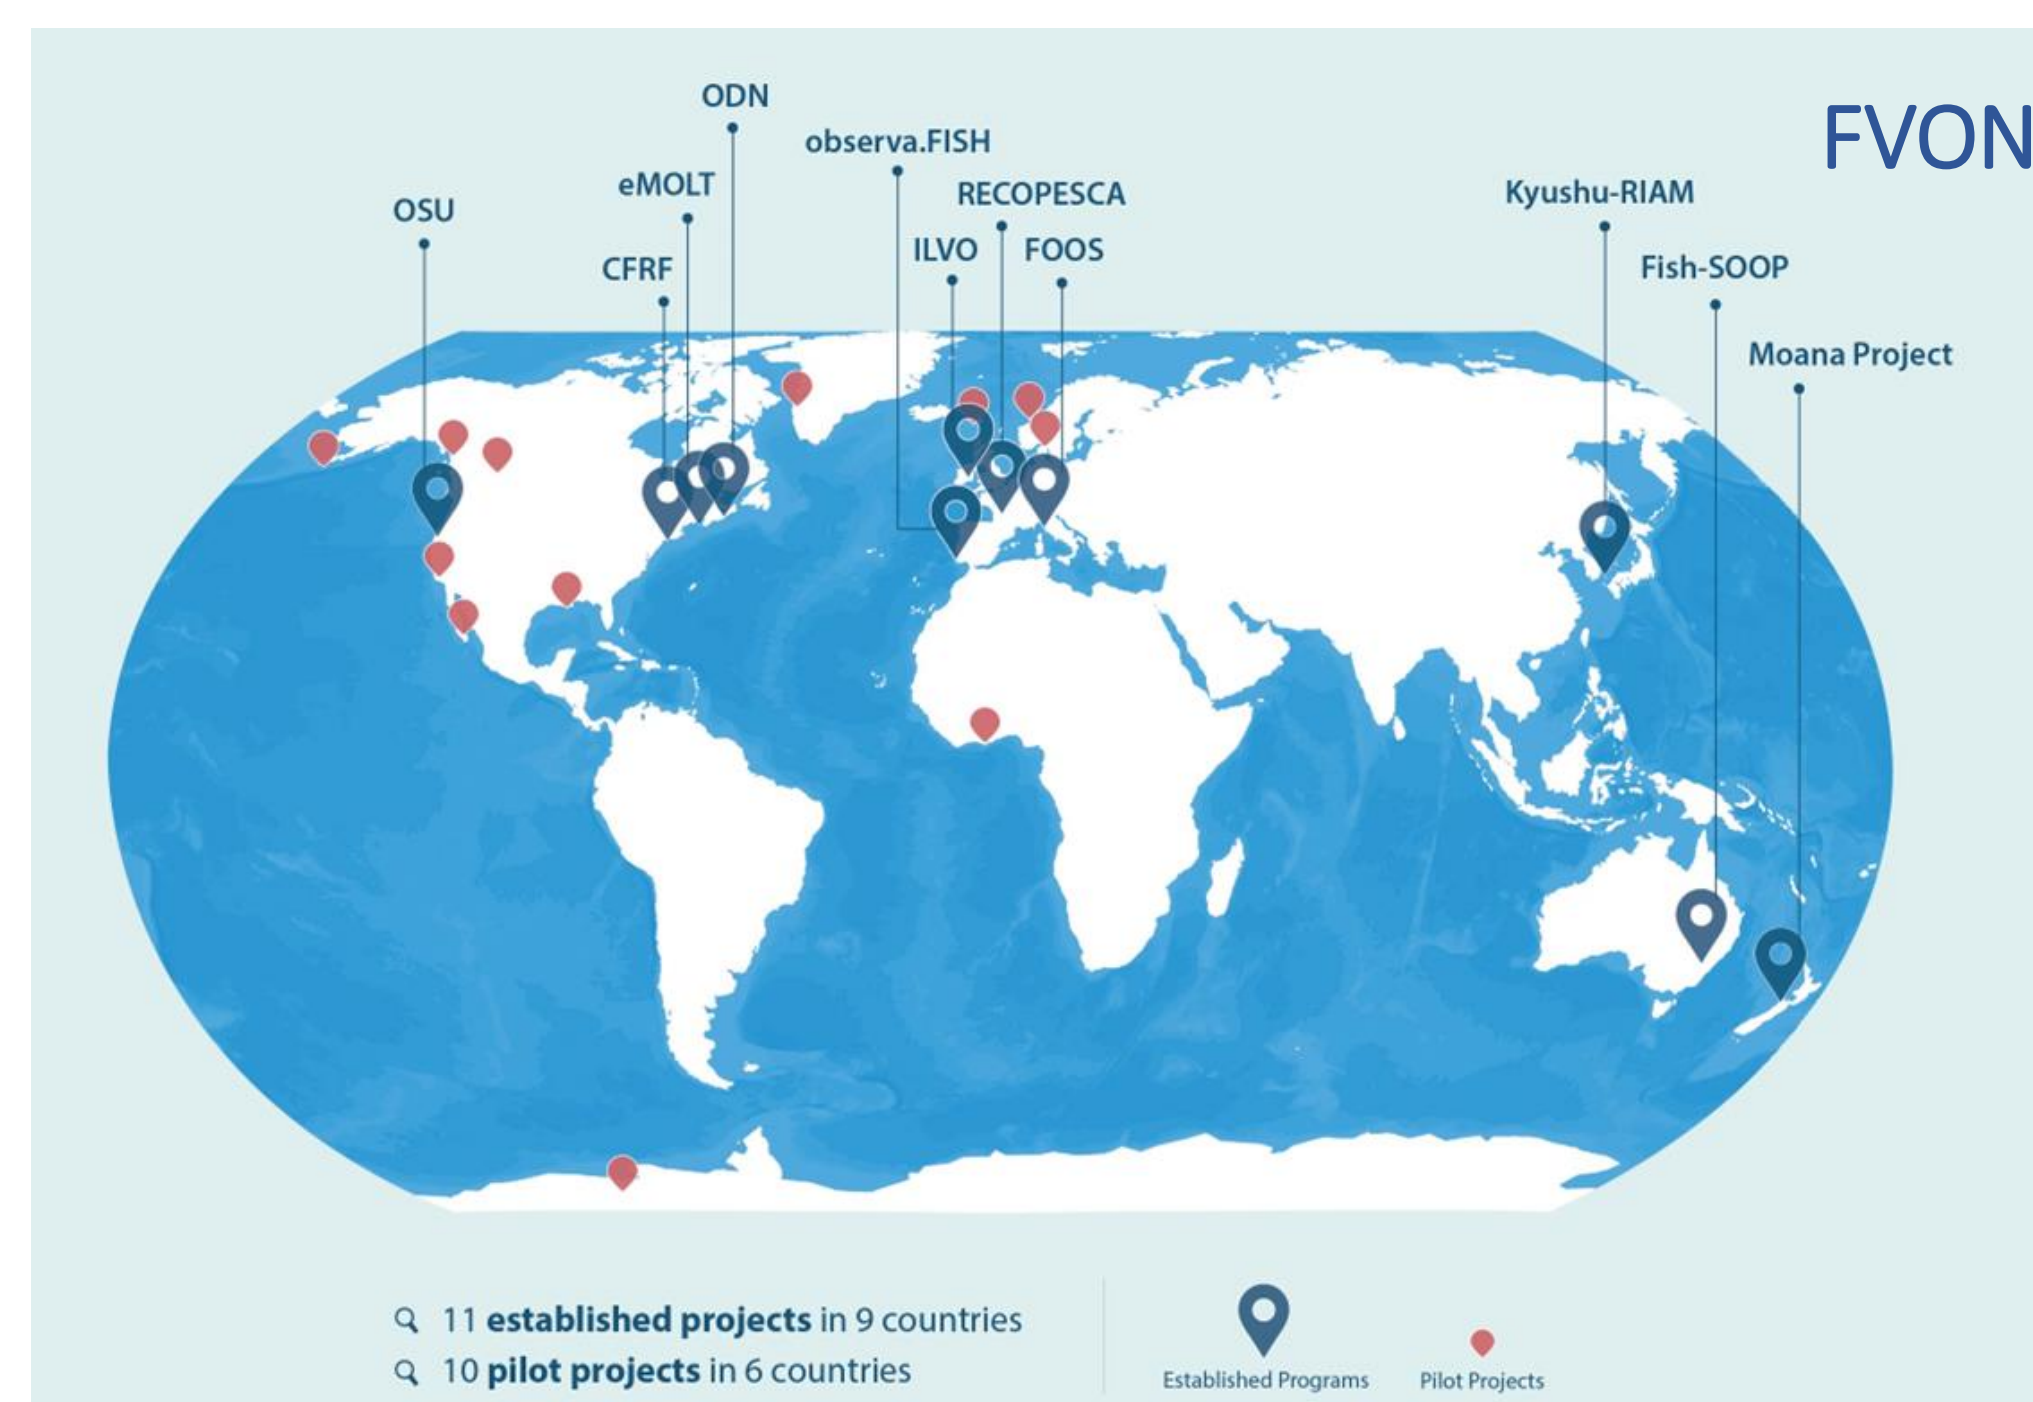 ODN
FVON
observa.FISH
eMOLT
RECOPESCA
Kyushu-RIAM
OSU
ILVO
FOOS
CFRF
Fish-SOOP
Moana Project
11 established projects in 9 countries
10 pilot projects in 6 countries
Established Programs
Pilot Projects